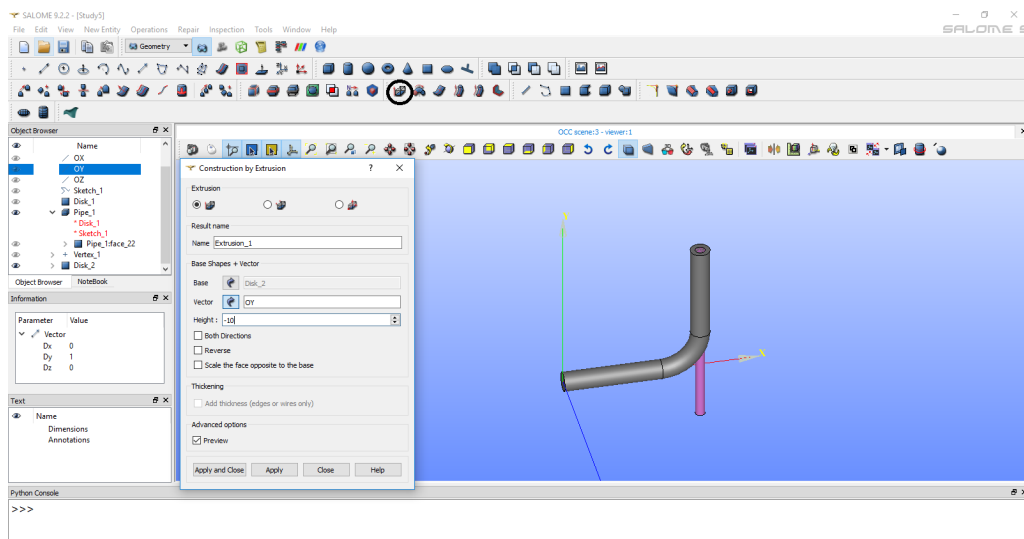 SALOME 9.2.2 - [Study5]
File Edit View New Entity Operations Repair Inspection Tools Window Help
SALOME S
Geometry
Object Browser
OCC scene:3 - viewer:1
Name
OX
OY
OZ
Sketch_1
Disk_1
Pipe_1
* Disk_1
* Sketch_1
Pipe_1:face_22
Vertex_1
Disk_2
Object Browser NoteBook
Information
Parameter Value
Vector
Dx 0
Dy 1
Dz 0
Text
Name
Dimensions
Annotations
Construction by Extrusion ? X
Extrusion
Result name
Name Extrusion_1
Base Shapes + Vector
Base Disk_2
Vector OY
Height : -10
Both Directions
Reverse
Scale the face opposite to the base
Thickening
Add thickness (edges or wires only)
Advanced options
Preview
Apply and Close Apply Close Help
Y
X
Python Console
>>>